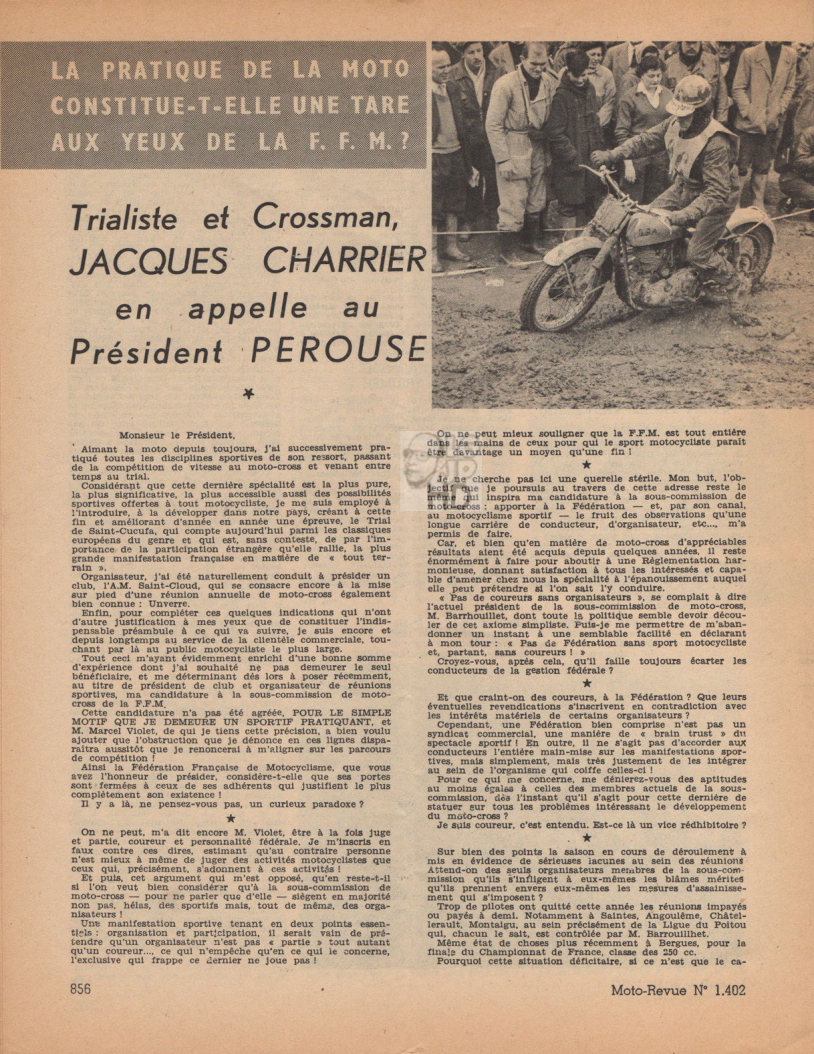 LA PRATIQUE DE LA MOTO
CONSTITUE-T-ELLE UNE TARE
AUX YEUX DE LA F. F. M. ?
Trialiste et Crossman,
JACQUES CHARRIER
en appelle au
Président PEROUSE
Monsieur le Président,
Aimant la moto depuis toujours, j'ai successivement pra-
tiqué toutes les disciplines sportives de son ressort, passant
de la compétition de vitesse au moto-cross et venant entre
temps au trial.
Considérant que cette dernière spécialité est la plus pure,
la plus significative, la plus accessible aussi des possibilités
sportives offertes à tout motocycliste, je me suis employé à
l'introduire, à la développer dans notre pays, créant à cette
fin et améliorant d'année en année une épreuve, le Trial
de Saint-Cucufa, qui compte aujourd'hui parmi les classiques
européens du genre et qui est, sans conteste, de par l'im-
portance de la participation étrangère qu'elle rallie, la plus
grande manifestation française en matière de « tout ter-
rain ».
Organisateur, j'ai été naturellement conduit à présider un
club, l'A.M. Saint-Cloud, qui se consacre encore à la mise
sur pied d'une réunion annuelle de moto-cross également
bien connue : Unverre.
Enfin, pour compléter ces quelques indications qui n'ont
d'autre justification à mes yeux que de constituer l'indis-
pensable préambule à ce qui va suivre, je suis encore et
depuis longtemps au service de la clientèle commerciale, tou-
chant par là au public motocycliste le plus large.
Tout ceci m'ayant évidemment enrichi d'une bonne somme
d'expérience dont j'ai souhaité ne pas demeurer le seul
bénéficiaire, et me déterminant dès lors à poser récemment,
au titre de président de club et organisateur de réunions
sportives, ma candidature à la sous-commission de moto-
cross de la F.F.M.
Cette candidature n'a pas été agréée, POUR LE SIMPLE
MOTIF QUE JE DEMEURE UN SPORTIF PRATIQUANT, et
M. Marcel Violet, de qui je tiens cette précision, a bien voulu
ajouter que l'obstruction que je dénonce en ces lignes dispa-
raîtra aussitôt que je renoncerai à m'aligner sur les parcours
de compétition !
Ainsi la Fédération Française de Motocyclisme, que vous
avez l'honneur de présider, considère-t-elle que ses portes
sont fermées à ceux de ses adhérents qui justifient le plus
complètement son existence !
Il y a là, ne pensez-vous pas, un curieux paradoxe ?
On ne peut, m'a dit encore M. Violet, être à la fois juge
et partie, coureur et personnalité fédérale. Je m'inscris en
faux contre ces dires, estimant qu'au contraire personne
n'est mieux à même de juger des activités motocyclistes que
ceux qui, précisément, s'adonnent à ces activités !
Et puis, cet argument qui m'est opposé, qu'en reste-t-il
si l'on veut bien considérer qu'à la sous-commission de
moto-cross — pour ne parler que d'elle — siègent en majorité
non pas, hélas, des sportifs mais, tout de même, des orga-
nisateurs !
Une manifestation sportive tenant en deux points essen-
tiels : organisation et participation, il serait vain de pré-
tendre qu'un organisateur n'est pas « partie » tout autant
qu'un coureur..., ce qui n'empêche qu'en ce qui le concerne,
l'exclusive qui frappe ce dernier ne joue pas !
On ne peut mieux souligner que la F.F.M. est tout entière
dans les mains de ceux pour qui le sport motocycliste paraît
être davantage un moyen qu'une fin !
Je ne cherche pas ici une querelle stérile. Mon but, l'ob-
jectif que je poursuis au travers de cette adresse reste le
même qui inspira ma candidature à la sous-commission de
moto-cross : apporter à la Fédération — et, par son canal,
au motocyclisme sportif — le fruit des observations qu'une
longue carrière de conducteur, d'organisateur, etc..., m'a
permis de faire.
Car, et bien qu'en matière de moto-cross d'appréciables
résultats aient été acquis depuis quelques années, il reste
énormément à faire pour aboutir à une Réglementation har-
monieuse, donnant satisfaction à tous les intéressés et capa-
ble d'amener chez nous la spécialité à l'épanouissement auquel
elle peut prétendre si l'on sait l'y conduire.
« Pas de coureurs sans organisateurs », se complait à dire
l'actuel président de la sous-commission de moto-cross,
M. Barrhouillet, dont toute la politique semble devoir décou-
ler de cet axiome simpliste. Puis-je me permettre de m'aban-
donner un instant à une semblable facilité en déclarant
à mon tour : « Pas de Fédération sans sport motocycliste
et, partant, sans coureurs ! »
Croyez-vous, après cela, qu'il faille toujours écarter les
conducteurs de la gestion fédérale ?
Et que craint-on des coureurs, à la Fédération ? Que leurs
éventuelles revendications s'inscrivent en contradiction avec
les intérêts matériels de certains organisateurs ?
Cependant, une Fédération bien comprise n'est pas un
syndicat commercial, une manière de « brain trust » du
spectacle sportif ! En outre, il ne s'agit pas d'accorder aux
conducteurs l'entière main-mise sur les manifestations spor-
tives, mais simplement, mais très justement de les intégrer
au sein de l'organisme qui coiffe celles-ci !
Pour ce qui me concerne, me dénierez-vous des aptitudes
au moins égales à celles des membres actuels de la sous-
commission, dès l'instant qu'il s'agit pour cette dernière de
statuer sur tous les problèmes intéressant le développement
du moto-cross ?
Je suis coureur, c'est entendu. Est-ce là un vice rédhibitoire ?
Sur bien des points la saison en cours de déroulement a
mis en évidence de sérieuses lacunes au sein des réunions
Attend-on des seuls organisateurs membres de la sous-com-
mission qu'ils s'infligent à eux-mêmes les blâmes mérités
qu'ils prennent envers eux-mêmes les mesures d'assainisse-
ment qui s'imposent ?
Trop de pilotes ont quitté cette année les réunions impayés
ou payés à demi. Notamment à Saintes, Angoulême, Châtel-
lerault, Montaigu, au sein précisément de la Ligue du Poitou
qui, chacun le sait, est contrôlée par M. Barrouilhet.
Même état de choses plus récemment à Bergues, pour la
finale du Championnat de France, classe des 250 cc.
Pourquoi cette situation déficitaire, si ce n'est que le ca-
856
Moto-Revue N° 1.402